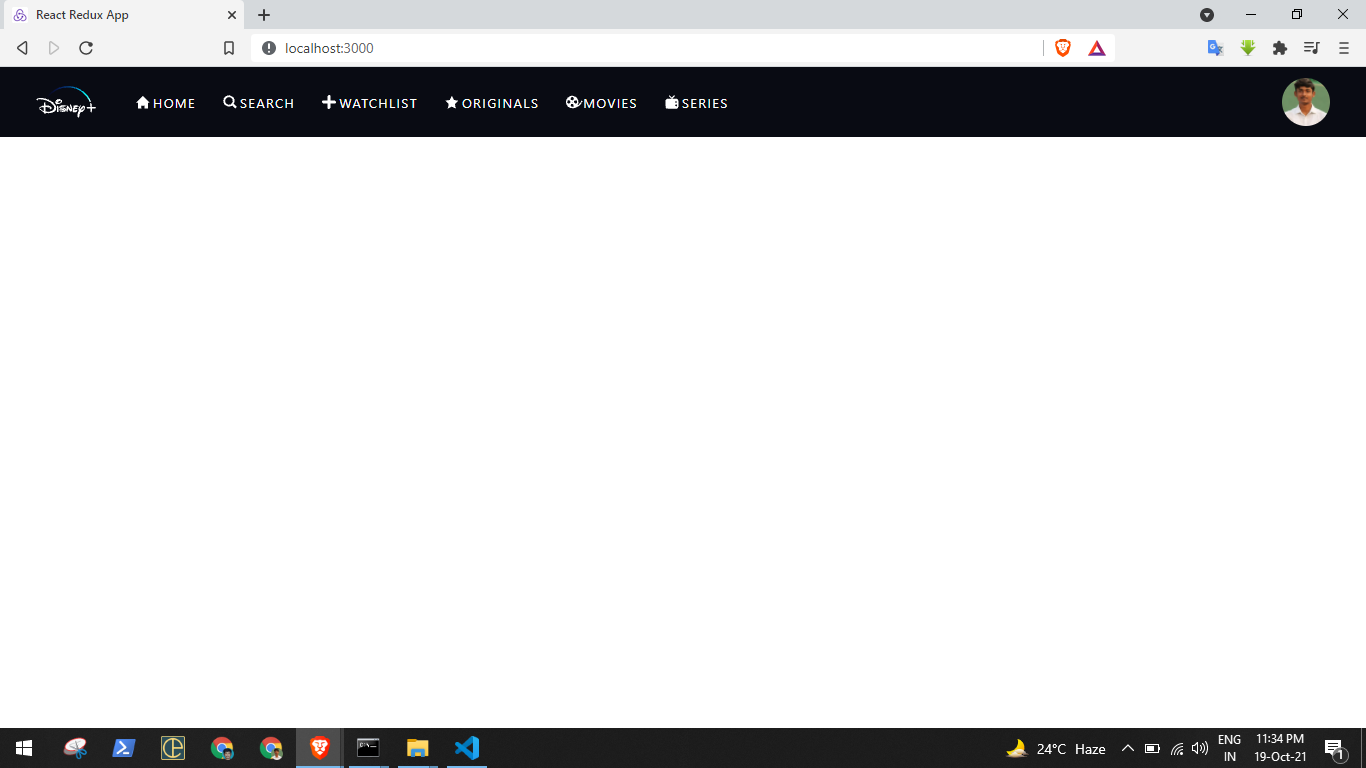 React Redux App
localhost:3000
Disney+
HOME SEARCH WATCHLIST ORIGINALS MOVIES SERIES
24°C Haze
ENG
IN
11:34 PM
19-Oct-21
1